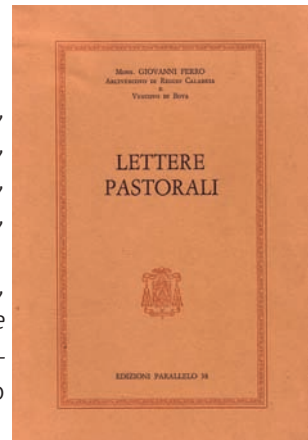 Mons. GIOVANNI FERRO
Arcivescovo di Reggio Calabria
e
Vescovo di Bova
LETTERE
PASTORALI
EDIZIONI PARALLELO 38
,
,
,
,
,
e
-
o